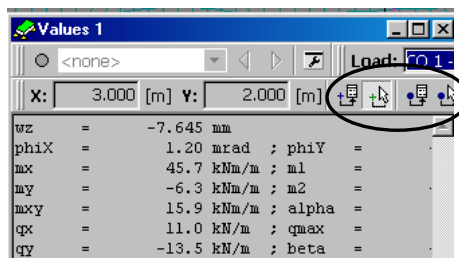 Values 1
<none> Load: CO 1 -
X: 3.000 [m] Y: 2.000 [m]
wz = -7.645 mm
phiX = 1.20 mrad ; phiY =
mx = 45.7 kNm/m ; m1 =
my = -6.3 kNm/m ; m2 =
mxy = 15.9 kNm/m ; alpha =
qx = 11.0 kN/m ; qmax =
qy = -13.5 kN/m ; beta =